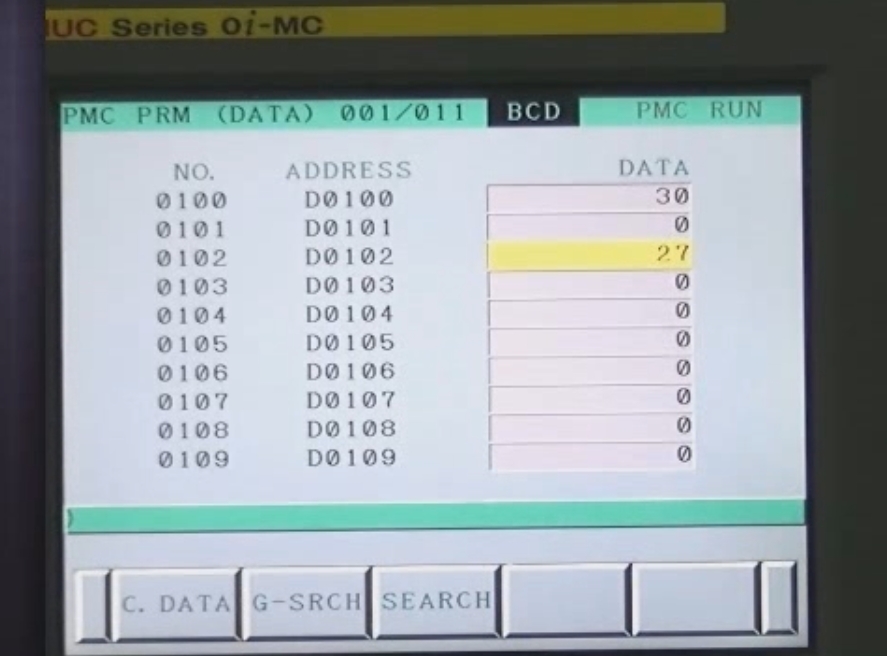 UC Series 0i-MC
PMC PRM (DATA) 001/011 BCD PMC RUN
NO. ADDRESS DATA
0100 D0100 30
0101 D0101 0
0102 D0102 27
0103 D0103 0
0104 D0104 0
0105 D0105 0
0106 D0106 0
0107 D0107 0
0108 D0108 0
0109 D0109 0
)
C. DATA G-SRCH SEARCH